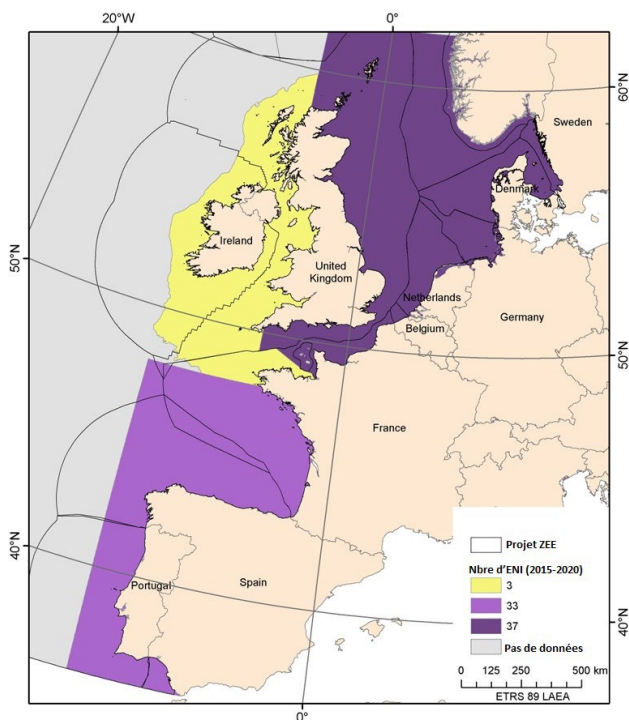 20°W
0°
60°N
Sweden
Denmark
Ireland
50°N
United
Kingdom
Netherlands
Belgium
Germany
50°N
France
Projet ZEE
40°N
Nbre d'ENI (2015-2020)
3
Spain
Portugal
33
37
40°N
Pas de données
0 125 250 500 km
ETRS 89 LAEA
0°